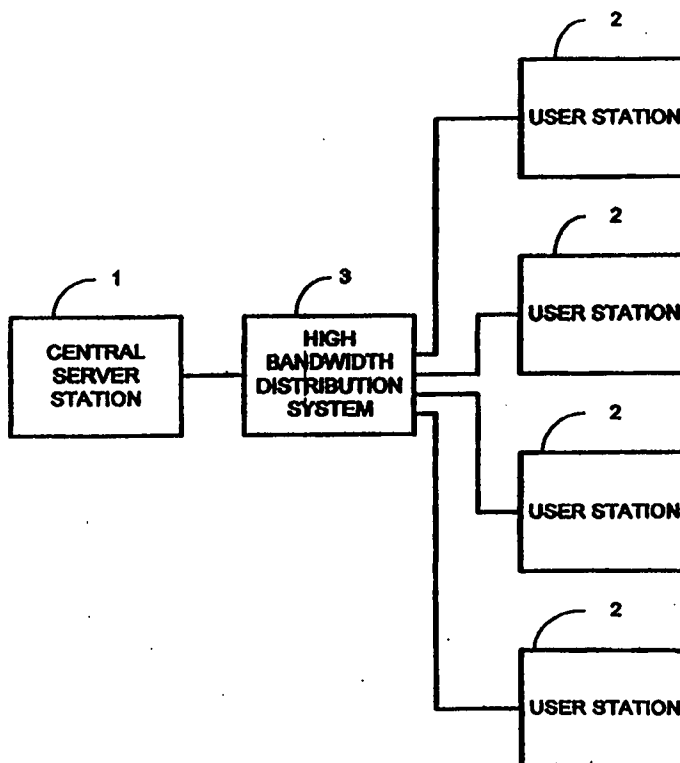 2
USER STATION
2
USER STATION
1
CENTRAL
SERVER
STATION
3
HIGH
BANDWIDTH
DISTRIBUTION
SYSTEM
2
USER STATION
2
USER STATION